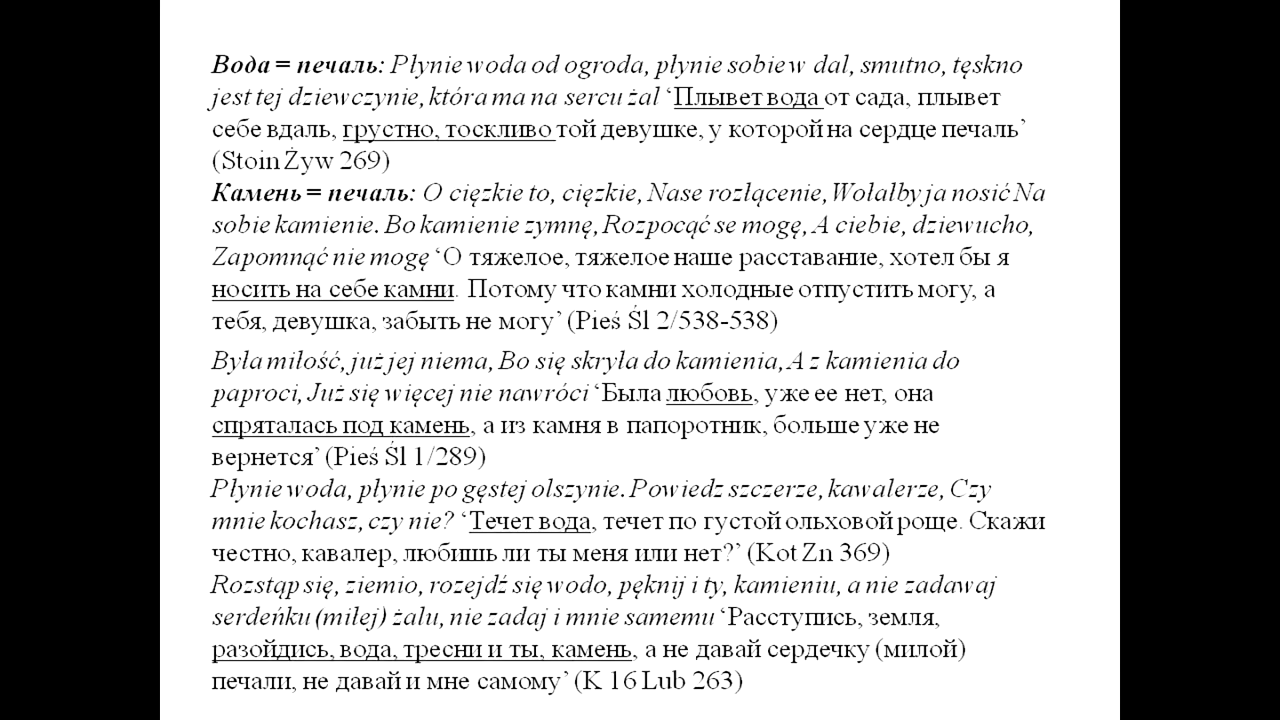 Вода = печаль: Płynie woda od ogroda, płynie sobie w dal, smutno, tęskno
jest tej dziewczynie, która ma na sercu żal ‘Плывет вода от сада, плывет
себе вдаль, грустно, тоскливо той девушке, у которой на сердце печаль’
(Stoin Żyw 269)
Камень = печаль: O cięzkie to, cięzkie, Nase rozłącenie, Wolałby ja nosić Na
sobie kamienie. Bo kamienie zymnę, Rozpocąć se mogę, A ciebie, dziewucho,
Zapomnąć nie mogę ‘О тяжелое, тяжелое наше расставание, хотел бы я
носить на себе камни. Потому что камни холодные отпустить могу, а
тебя, девушка, забыть не могу’ (Pieś Śl 2/538-538)
Była miłość, już jej niema, Bo się skryła do kamienia, A z kamienia do
paproci, Już się więcej nie nawróci ‘Была любовь, уже ее нет, она
спряталась под камень, а из камня в папоротник, больше уже не
вернется’ (Pieś Śl 1/289)
Płynie woda, płynie po gęstej olszynie. Powiedz szczerze, kawalerze, Czy
mnie kochasz, czy nie? ‘Течет вода, течет по густой ольховой роще. Скажи
честно, кавалер, любишь ли ты меня или нет?’ (Kot Zn 369)
Rozstąp się, ziemio, rozejdź się wodo, pęknij i ty, kamieniu, a nie zadawaj
serdeńku (miłej) żalu, nie zadaj i mnie samemu ‘Расступись, земля,
разойдись, вода, тресни и ты, камень, а не давай сердечку (милой)
печали, не давай и мне самому’ (K 16 Lub 263)